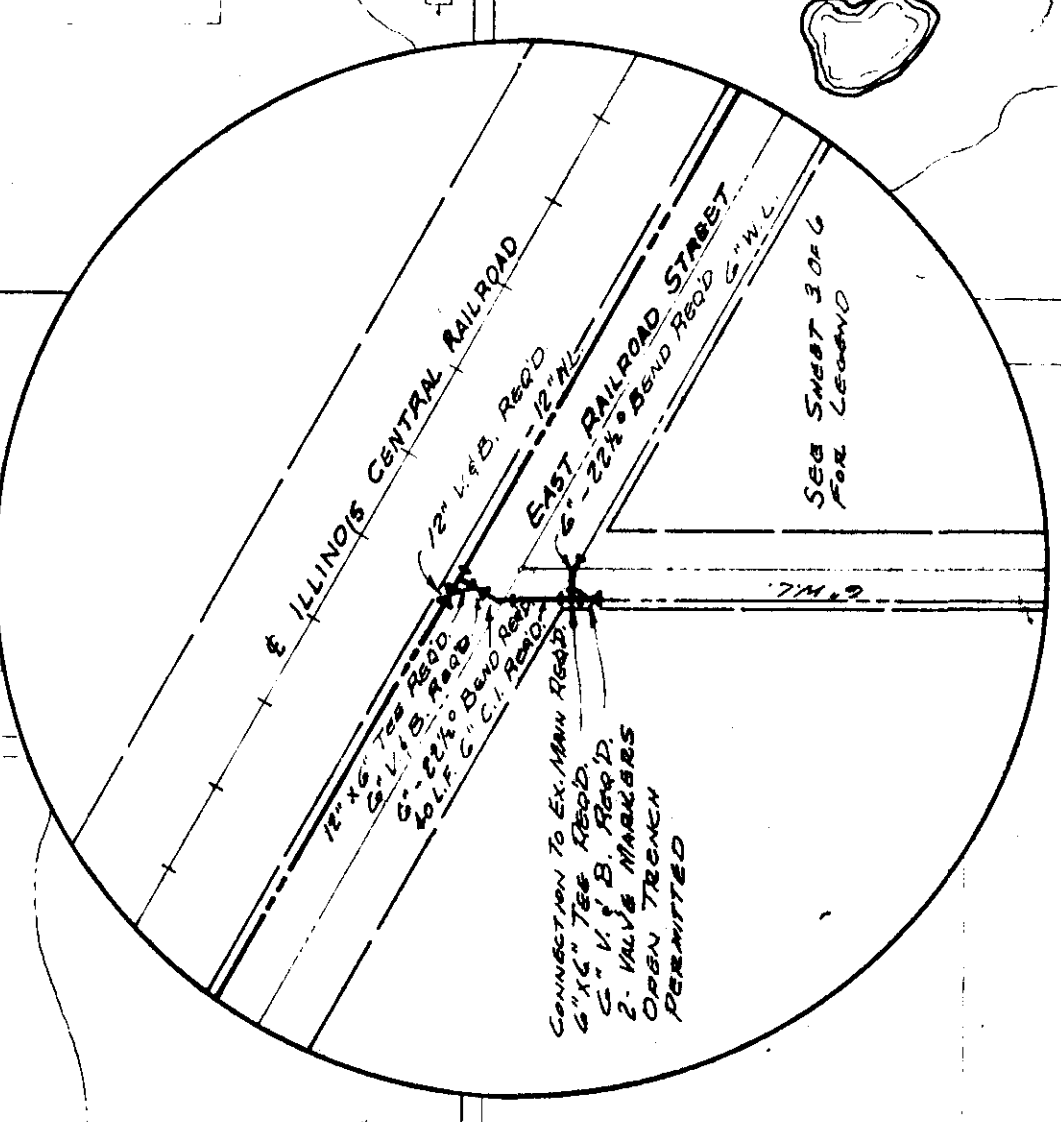 ℄ ILLINOIS CENTRAL RAILROAD
12" V. & B. REQ'D.
12" W.L.
EAST RAILROAD STREET
6" - 22½° BEND REQ'D
6" W.L.
SEE SHEET 3 OF 6
FOR LEGEND
6" W.L.
12" X 6" TEE REQ'D.
6" V. & B. REQ'D
6" - 22½° BEND REQ'D
40 L.F. 6" C.I. REQ'D.
CONNECTION TO EX. MAIN REQ'D.
6" X 6" TEE REQ'D.
6" V. & B. REQ'D.
2 - VALVE MARKERS
OPEN TRENCH
PERMITTED